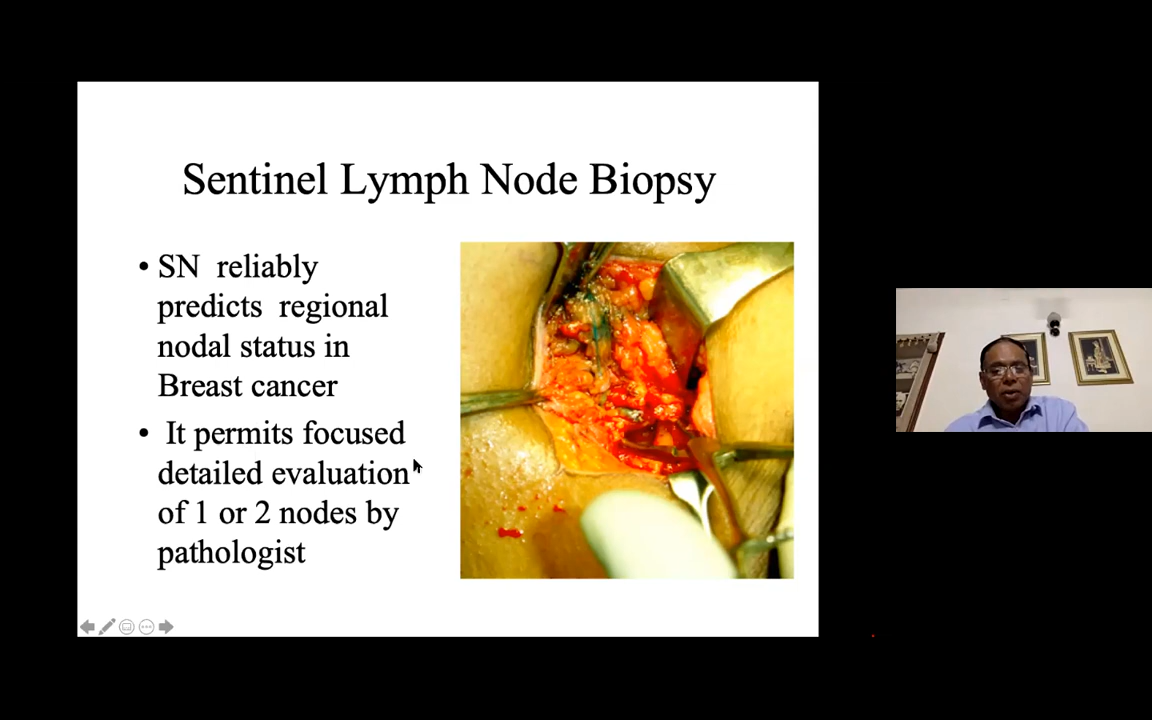 Sentinel Lymph Node Biopsy
• SN reliably
predicts regional
nodal status in
Breast cancer
• It permits focused
detailed evaluation
of 1 or 2 nodes by
pathologist